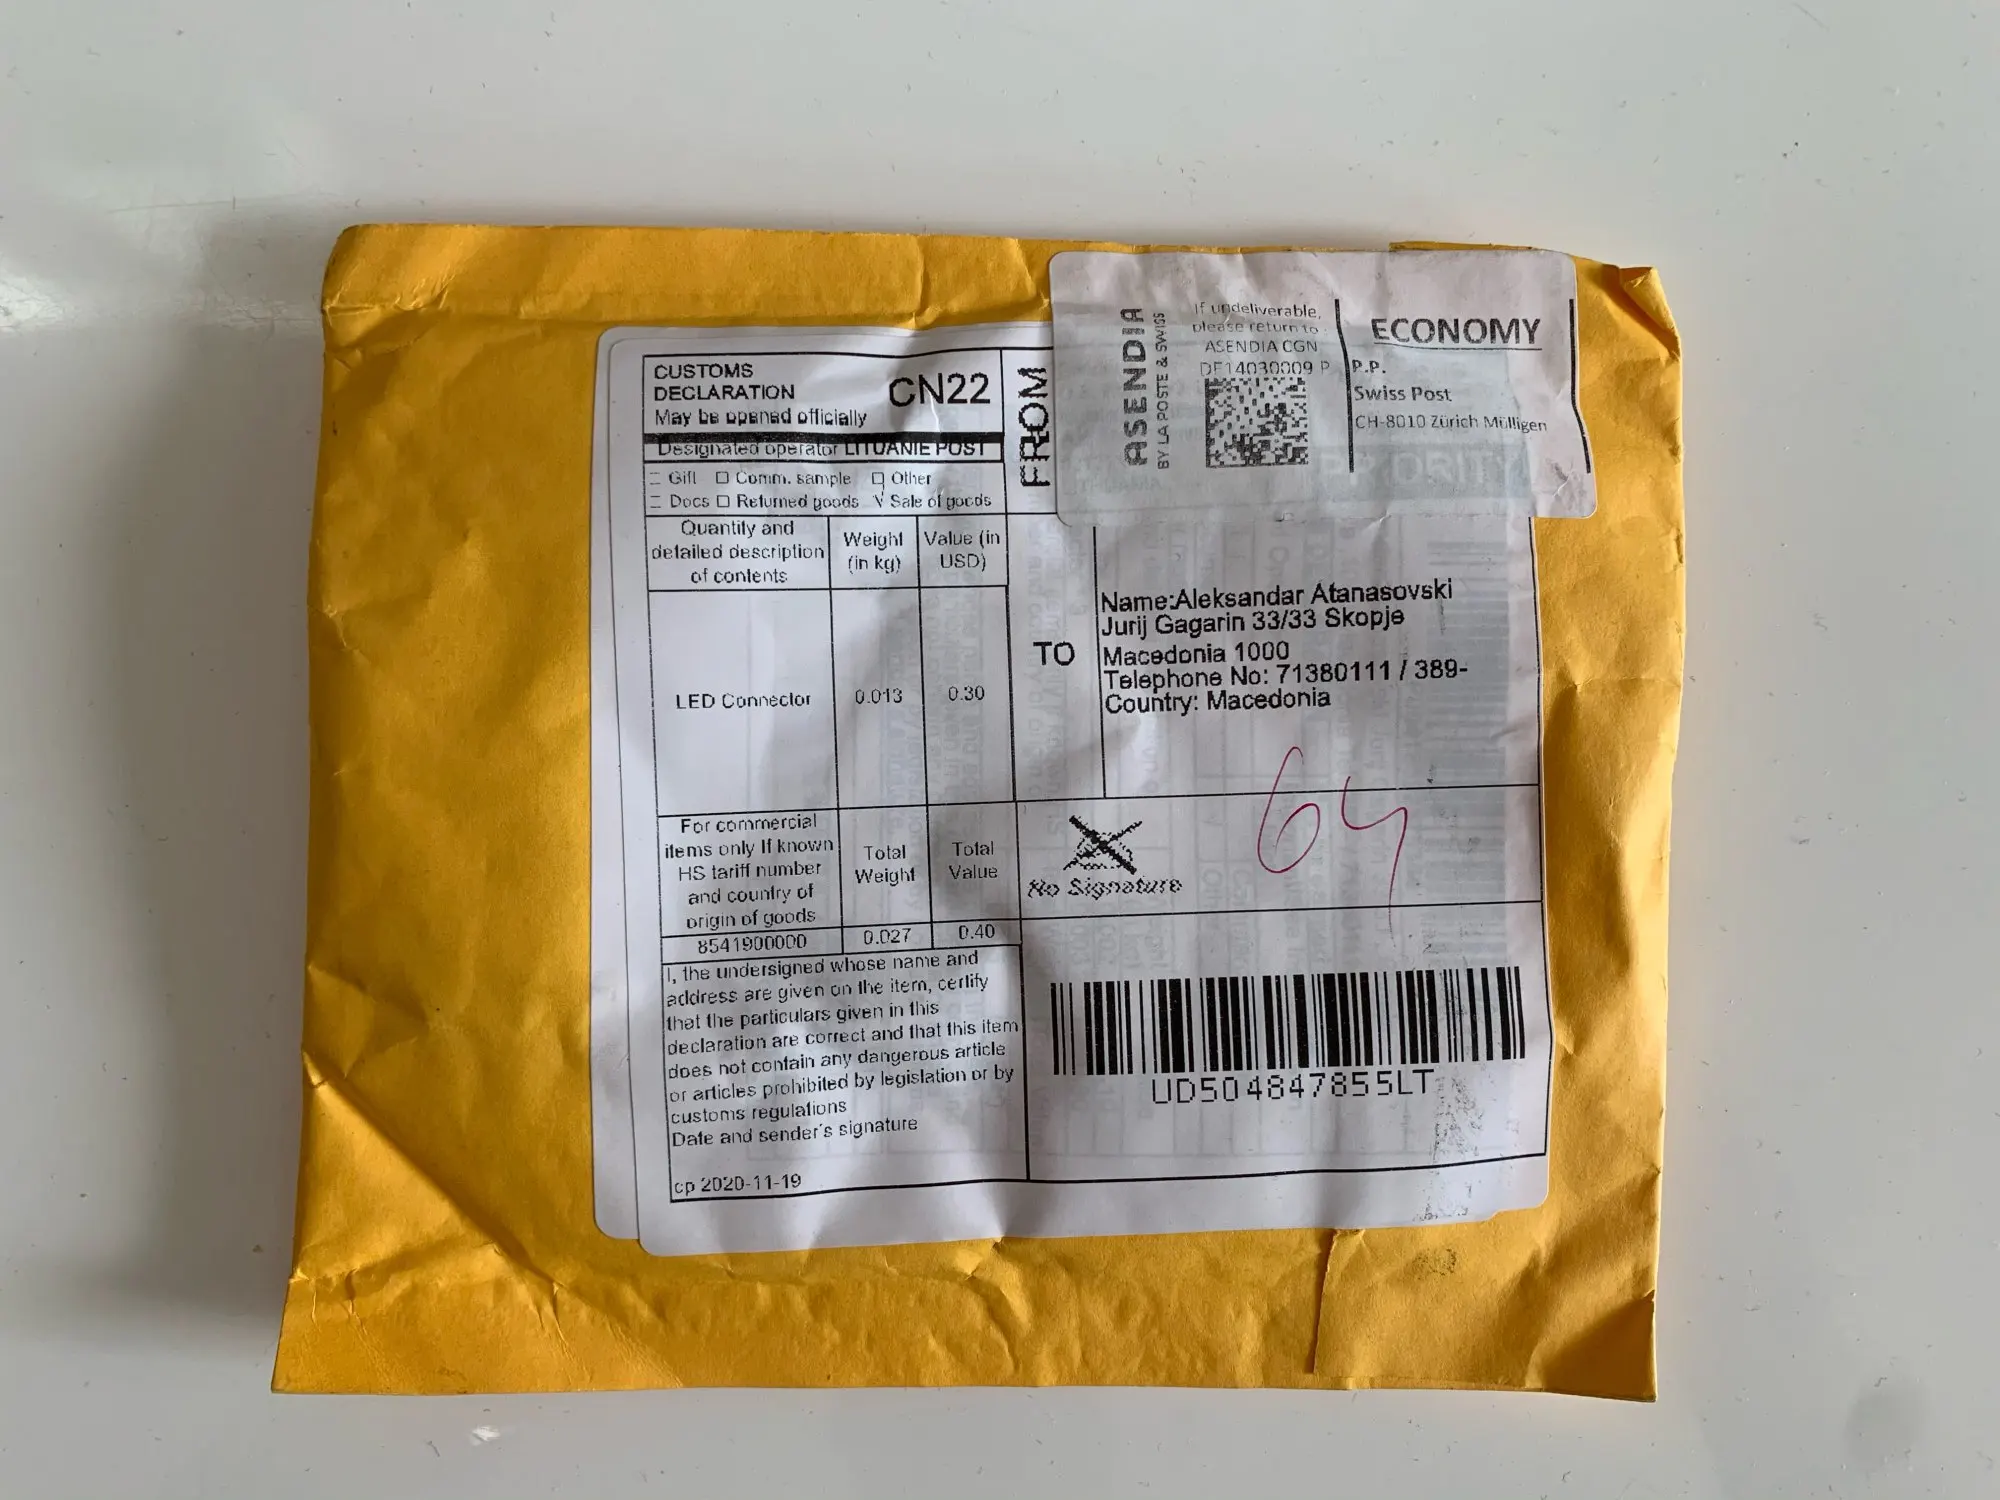 CUSTOMS
DECLARATION
CN22
May be opened officially
Designated operator LITUANIE POST
Gift Comm. sample Other
Docs Returned goods Sale of goods
Quantity and
detailed description
of contents
Weight
(in kg)
Value (in
USD)
LED Connector
0.013
0.30
For commercial
items only If known
HS tariff number
and country of
origin of goods
Total
Weight
Total
Value
8541900000
0.027
0.40
I, the undersigned whose name and
address are given on the item, certify
that the particulars given in this
declaration are correct and that this item
does not contain any dangerous article
or articles prohibited by legislation or by
customs regulations
Date and sender's signature
cp 2020-11-19
FROM
ASENDIA
BY LA POSTE & SWISS
If undeliverable,
please return to
ASENDIA CGN
DE14030009 P
ECONOMY
P.P.
Swiss Post
CH-8010 Zürich Mülligen
PRIORITY
TO
Name:Aleksandar Atanasovski
Jurij Gagarin 33/33 Skopje
Macedonia 1000
Telephone No: 71380111 / 389-
Country: Macedonia
64
No Signature
UD504847855LT